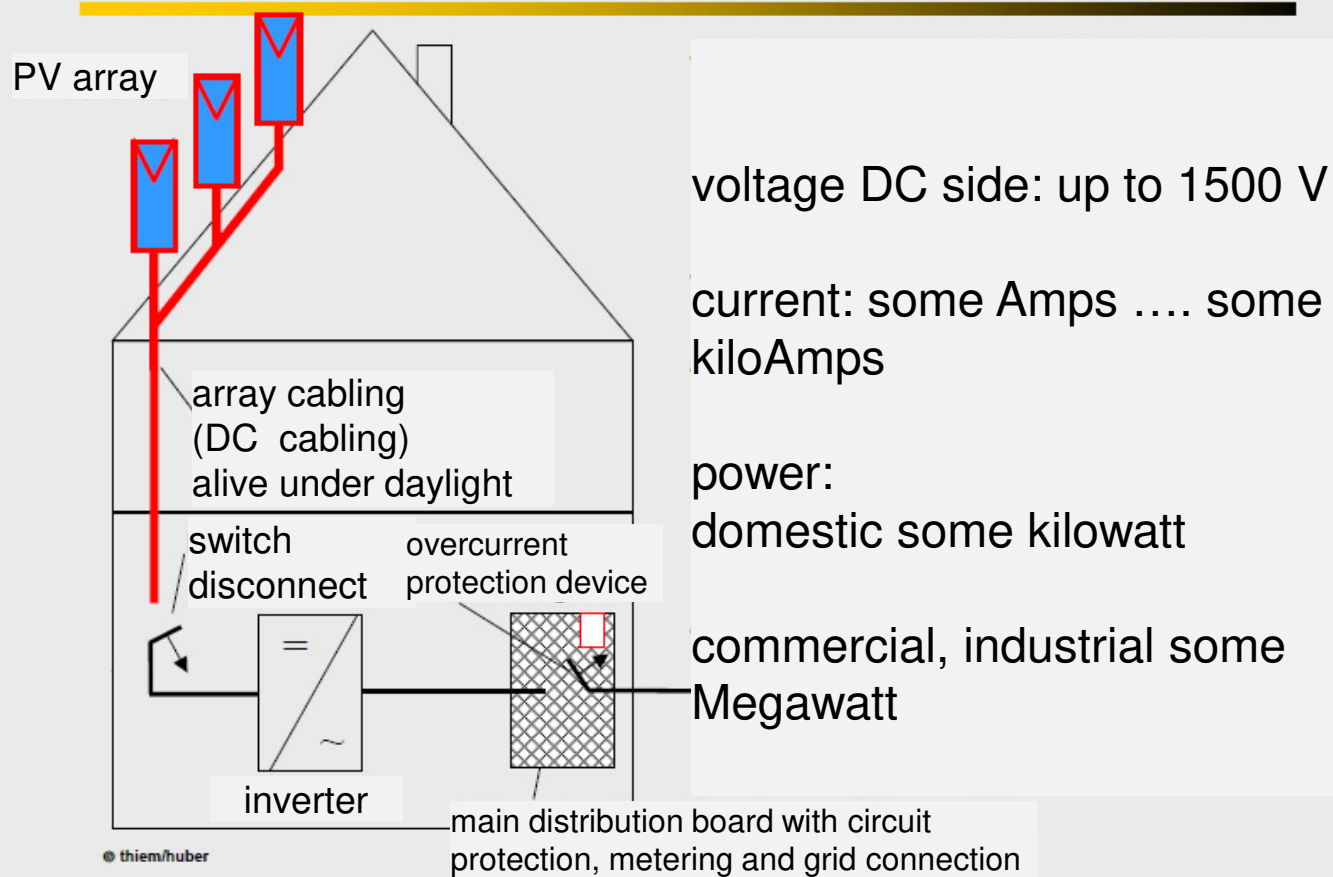 PV array
voltage DC side: up to 1500 V
current: some Amps .... some
kiloAmps
power:
domestic some kilowatt
commercial, industrial some
Megawatt
array cabling
(DC cabling)
alive under daylight
switch
disconnect
overcurrent
protection device
=
~
inverter
main distribution board with circuit
protection, metering and grid connection
© thiem/huber